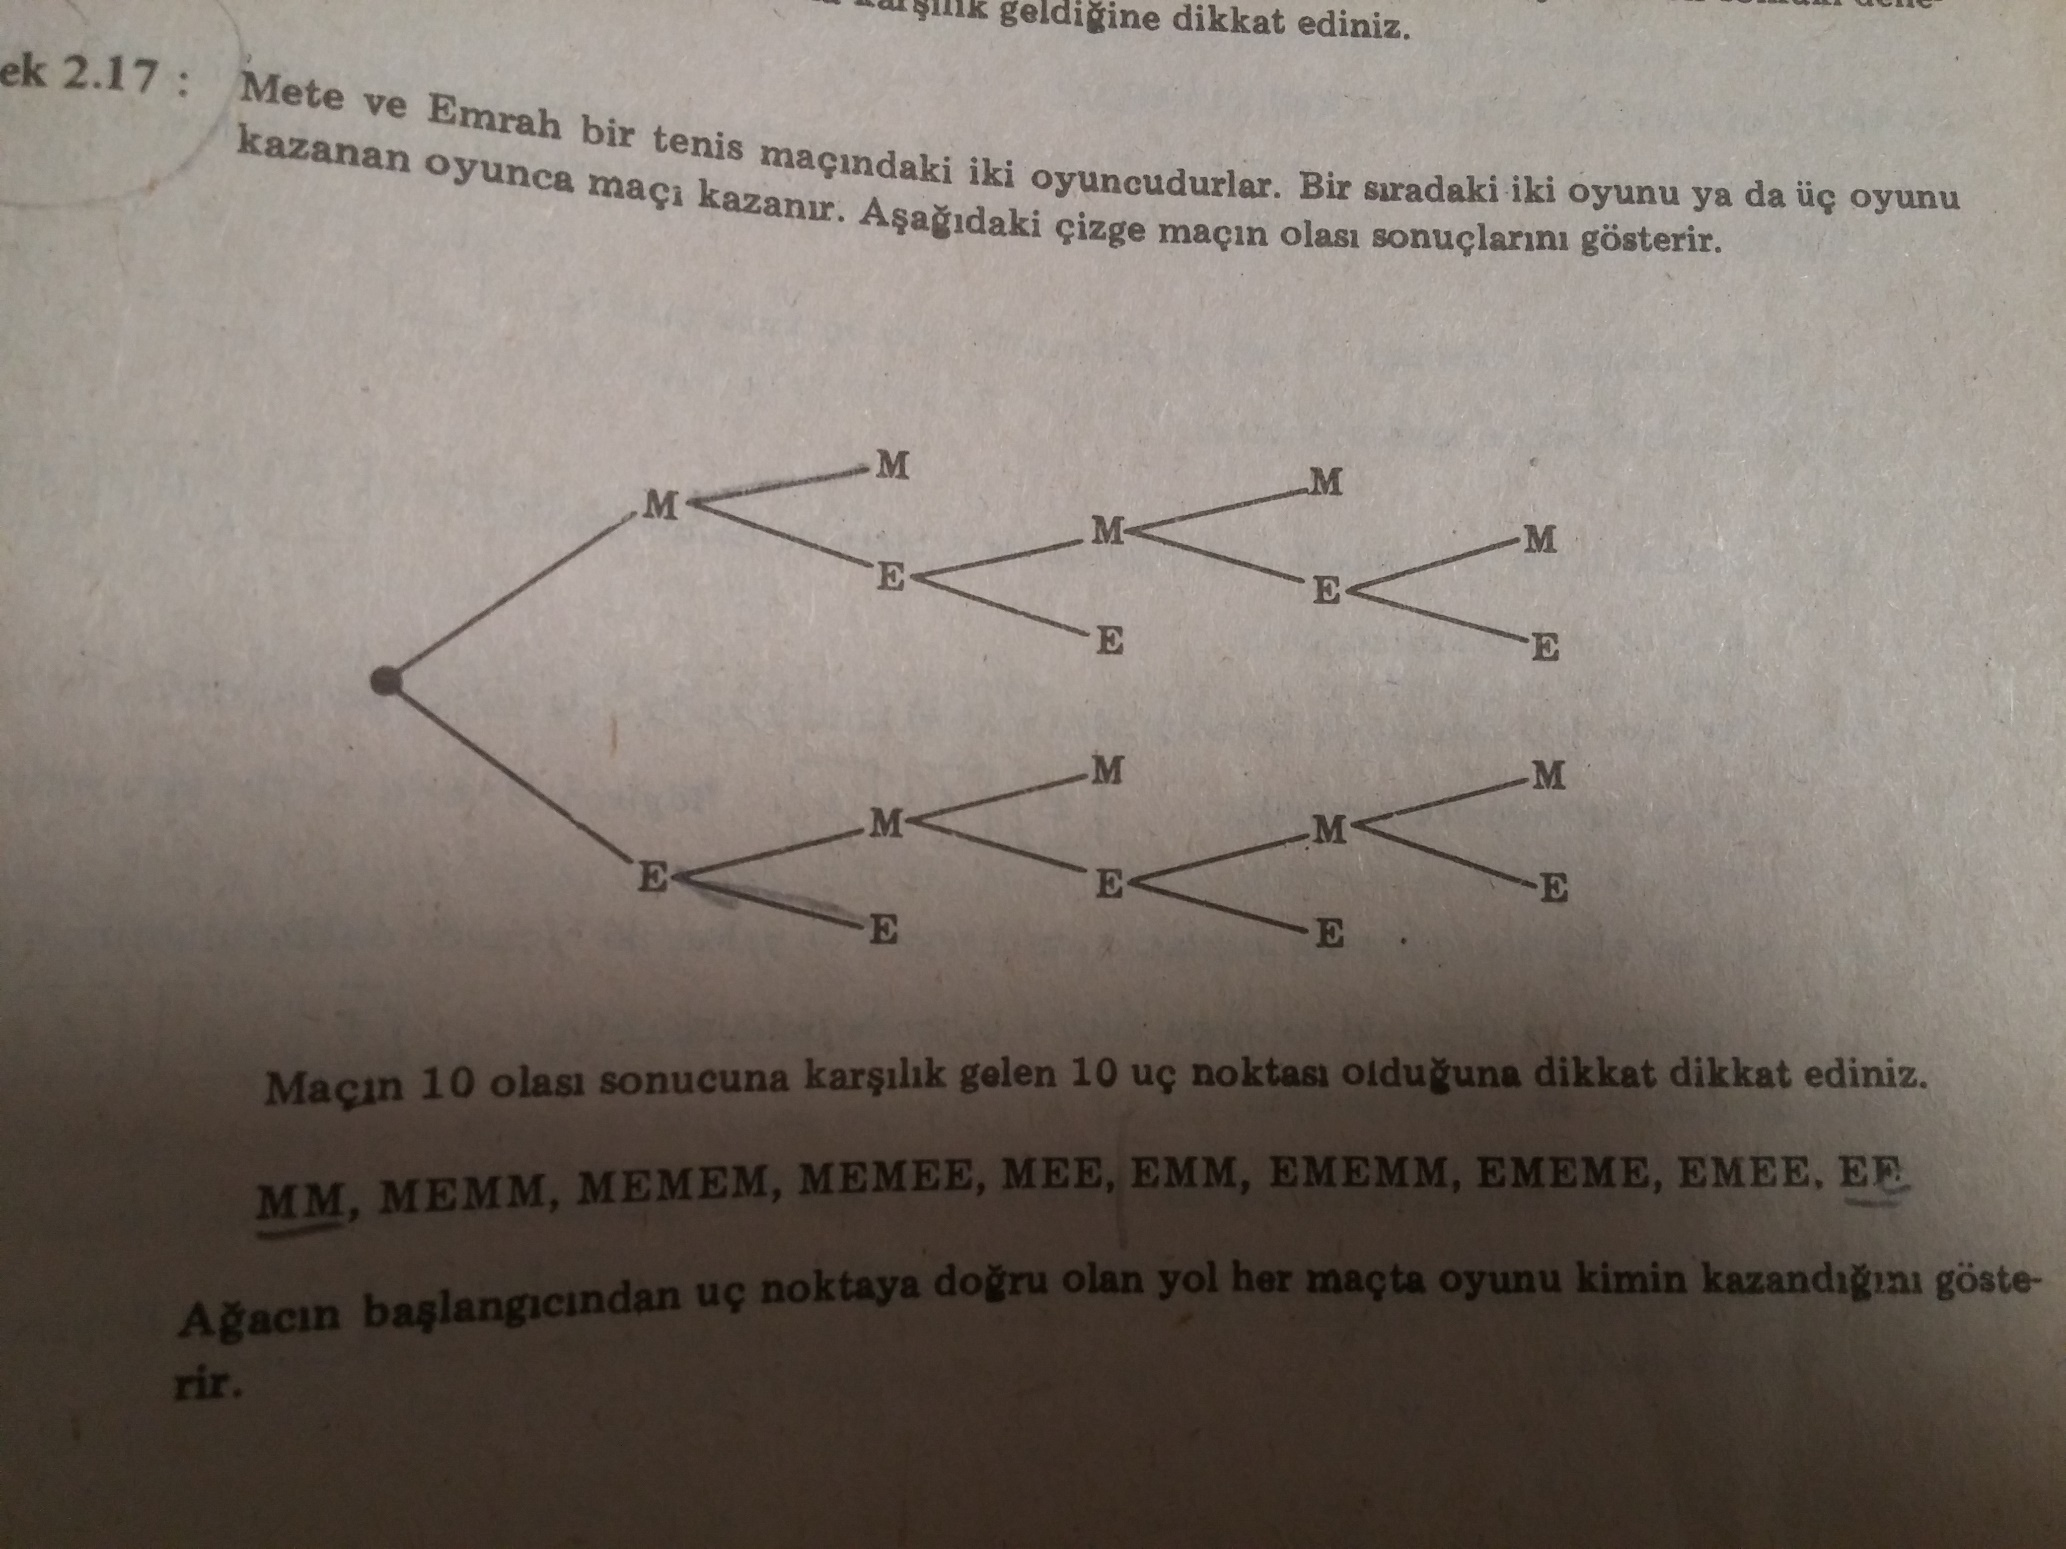 karşılık geldiğine dikkat ediniz.
ek 2.17 : Mete ve Emrah bir tenis maçındaki iki oyuncudurlar. Bir sıradaki iki oyunu ya da üç oyunu
kazanan oyunca maçı kazanır. Aşağıdaki çizge maçın olası sonuçlarını gösterir.
M M M
M M
E E M
E E
M M
M M
E E E
E E
Maçın 10 olası sonucuna karşılık gelen 10 uç noktası olduğuna dikkat dikkat ediniz.
MM, MEMM, MEMEM, MEMEE, MEE, EMM, EMEMM, EMEME, EMEE, EE
Ağacın başlangıcından uç noktaya doğru olan yol her maçta oyunu kimin kazandığını göste-
rir.